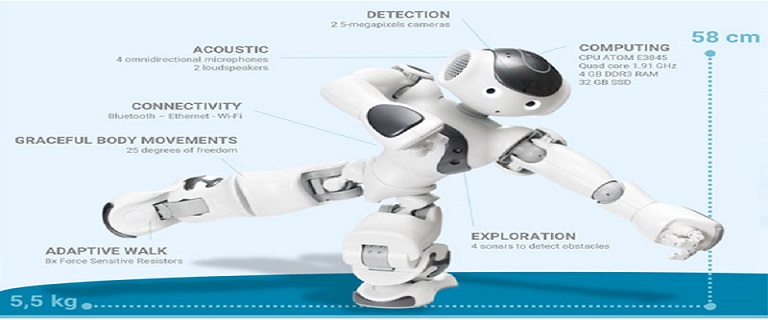 DETECTION
2 5-megapixels cameras
ACOUSTIC
4 omnidirectional microphones
2 loudspeakers
COMPUTING
CPU ATOM E3845
Quad core 1.91 GHz
4 GB DDR3 RAM
32 GB SSD
58 cm
CONNECTIVITY
Bluetooth – Ethernet - Wi-Fi
GRACEFUL BODY MOVEMENTS
25 degrees of freedom
ADAPTIVE WALK
8x Force Sensitive Resistors
EXPLORATION
4 sonars to detect obstacles
5,5 kg